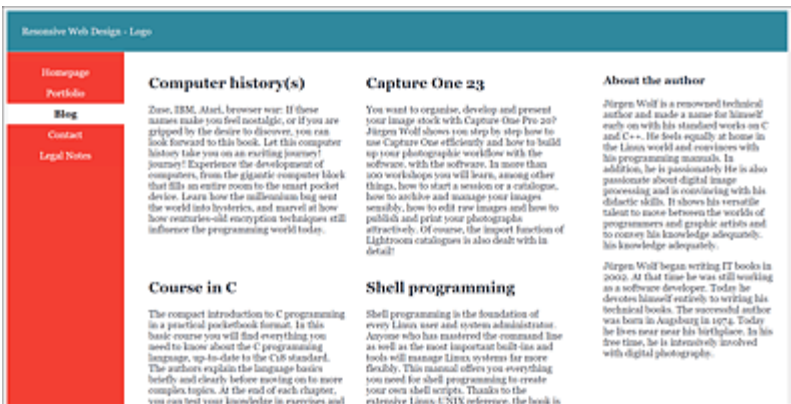 Resonsive Web Design - Logo
Homepage
Portfolio
Blog
Contact
Legal Notes
Computer history(s)
Zuse, IBM, Atari, browser war: If these
names make you feel nostalgic, or if you are
gripped by the desire to discover, you can
look forward to this book. Let this computer
history take you on an exciting journey!
journey! Experience the development of
computers, from the gigantic computer block
that fills an entire room to the smart pocket
device. Learn how the millennium bug sent
the world into hysterics, and marvel at how
how centuries-old encryption techniques still
influence the programming world today.
Capture One 23
You want to organise, develop and present
your image stock with Capture One Pro 20?
Jürgen Wolf shows you step by step how to
use Capture One efficiently and how to build
up your photographic workflow with the
software. with the software. In more than
100 workshops you will learn, among other
things, how to start a session or a catalogue,
how to archive and manage your images
sensibly, how to edit raw images and how to
publish and print your photographs
attractively. Of course, the import function of
Lightroom catalogues is also dealt with in
detail!
Course in C
The compact introduction to C programming
in a practical pocketbook format. In this
basic course you will find everything you
need to know about the C programming
language, up-to-date to the C18 standard.
The authors explain the language basics
briefly and clearly before moving on to more
complex topics. At the end of each chapter,
you can test your knowledge in exercises and
Shell programming
Shell programming is the foundation of
every Linux user and system administrator.
Anyone who has mastered the command line
as well as the most important built-ins and
tools will manage Linux systems far more
flexibly. This manual offers you everything
you need for shell programming to create
your own shell scripts. Thanks to the
extensive Linux-UNIX reference, the book is
About the author
Jürgen Wolf is a renowned technical
author and made a name for himself
early on with his standard works on C
and C++. He feels equally at home in
the Linux world and convinces with
his programming manuals. In
addition, he is passionately He is also
passionate about digital image
processing and is convincing with his
didactic skills. It shows his versatile
talent to move between the worlds of
programmers and graphic artists and
to convey his knowledge adequately.
his knowledge adequately.
Jürgen Wolf began writing IT books in
2002. At that time he was still working
as a software developer. Today he
devotes himself entirely to writing his
technical books. The successful author
was born in Augsburg in 1974. Today
he lives near near his birthplace. In his
free time, he is intensively involved
with digital photography.